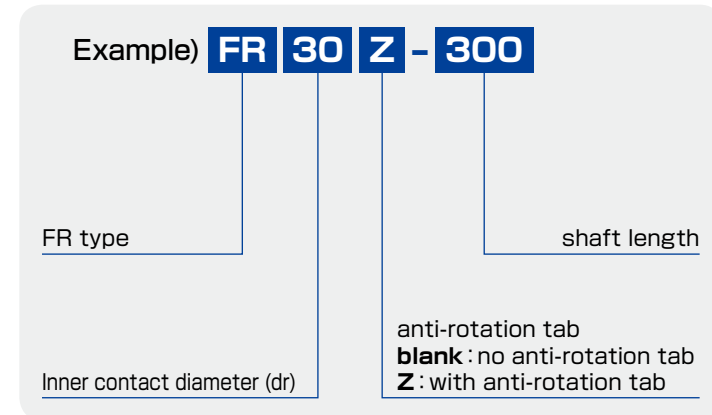 Example) FR 30 Z - 300
FR type
shaft length
Inner contact diameter (dr)
anti-rotation tab
blank : no anti-rotation tab
Z : with anti-rotation tab